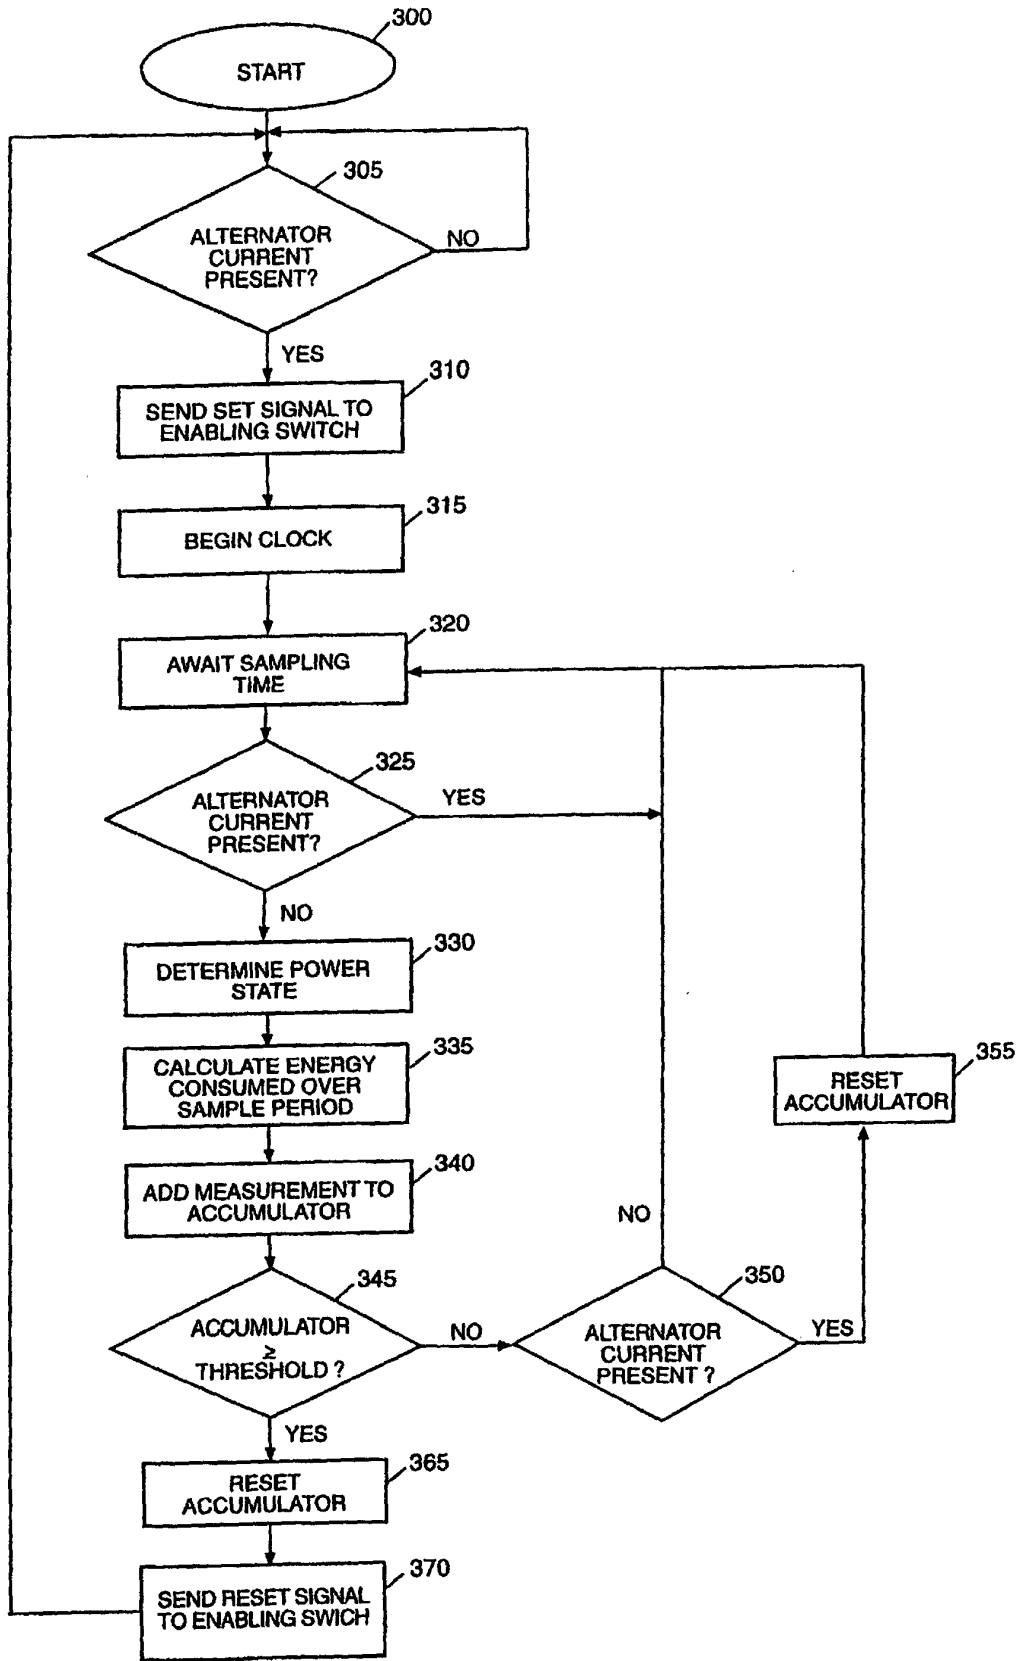 300
START
305
ALTERNATOR
CURRENT
PRESENT?
NO
YES
310
SEND SET SIGNAL TO
ENABLING SWITCH
315
BEGIN CLOCK
320
AWAIT SAMPLING
TIME
325
ALTERNATOR
CURRENT
PRESENT?
YES
NO
330
DETERMINE POWER
STATE
335
CALCULATE ENERGY
CONSUMED OVER
SAMPLE PERIOD
355
RESET
ACCUMULATOR
340
ADD MEASUREMENT TO
ACCUMULATOR
NO
345
ACCUMULATOR
≥
THRESHOLD ?
NO
350
ALTERNATOR
CURRENT
PRESENT ?
YES
YES
365
RESET
ACCUMULATOR
370
SEND RESET SIGNAL
TO ENABLING SWICH